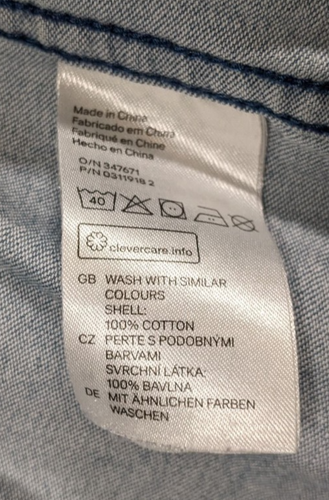 Made in China
Fabricado em China
Fabriqué en Chine
Hecho en China
O/N 347671
P/N 0311918 2
40
clevercare.info
GB WASH WITH SIMILAR
COLOURS
SHELL:
100% COTTON
CZ PERTE S PODOBNÝMI
BARVAMI
SVRCHNÍ LÁTKA:
100% BAVLNA
DE MIT ÄHNLICHEN FARBEN
WASCHEN